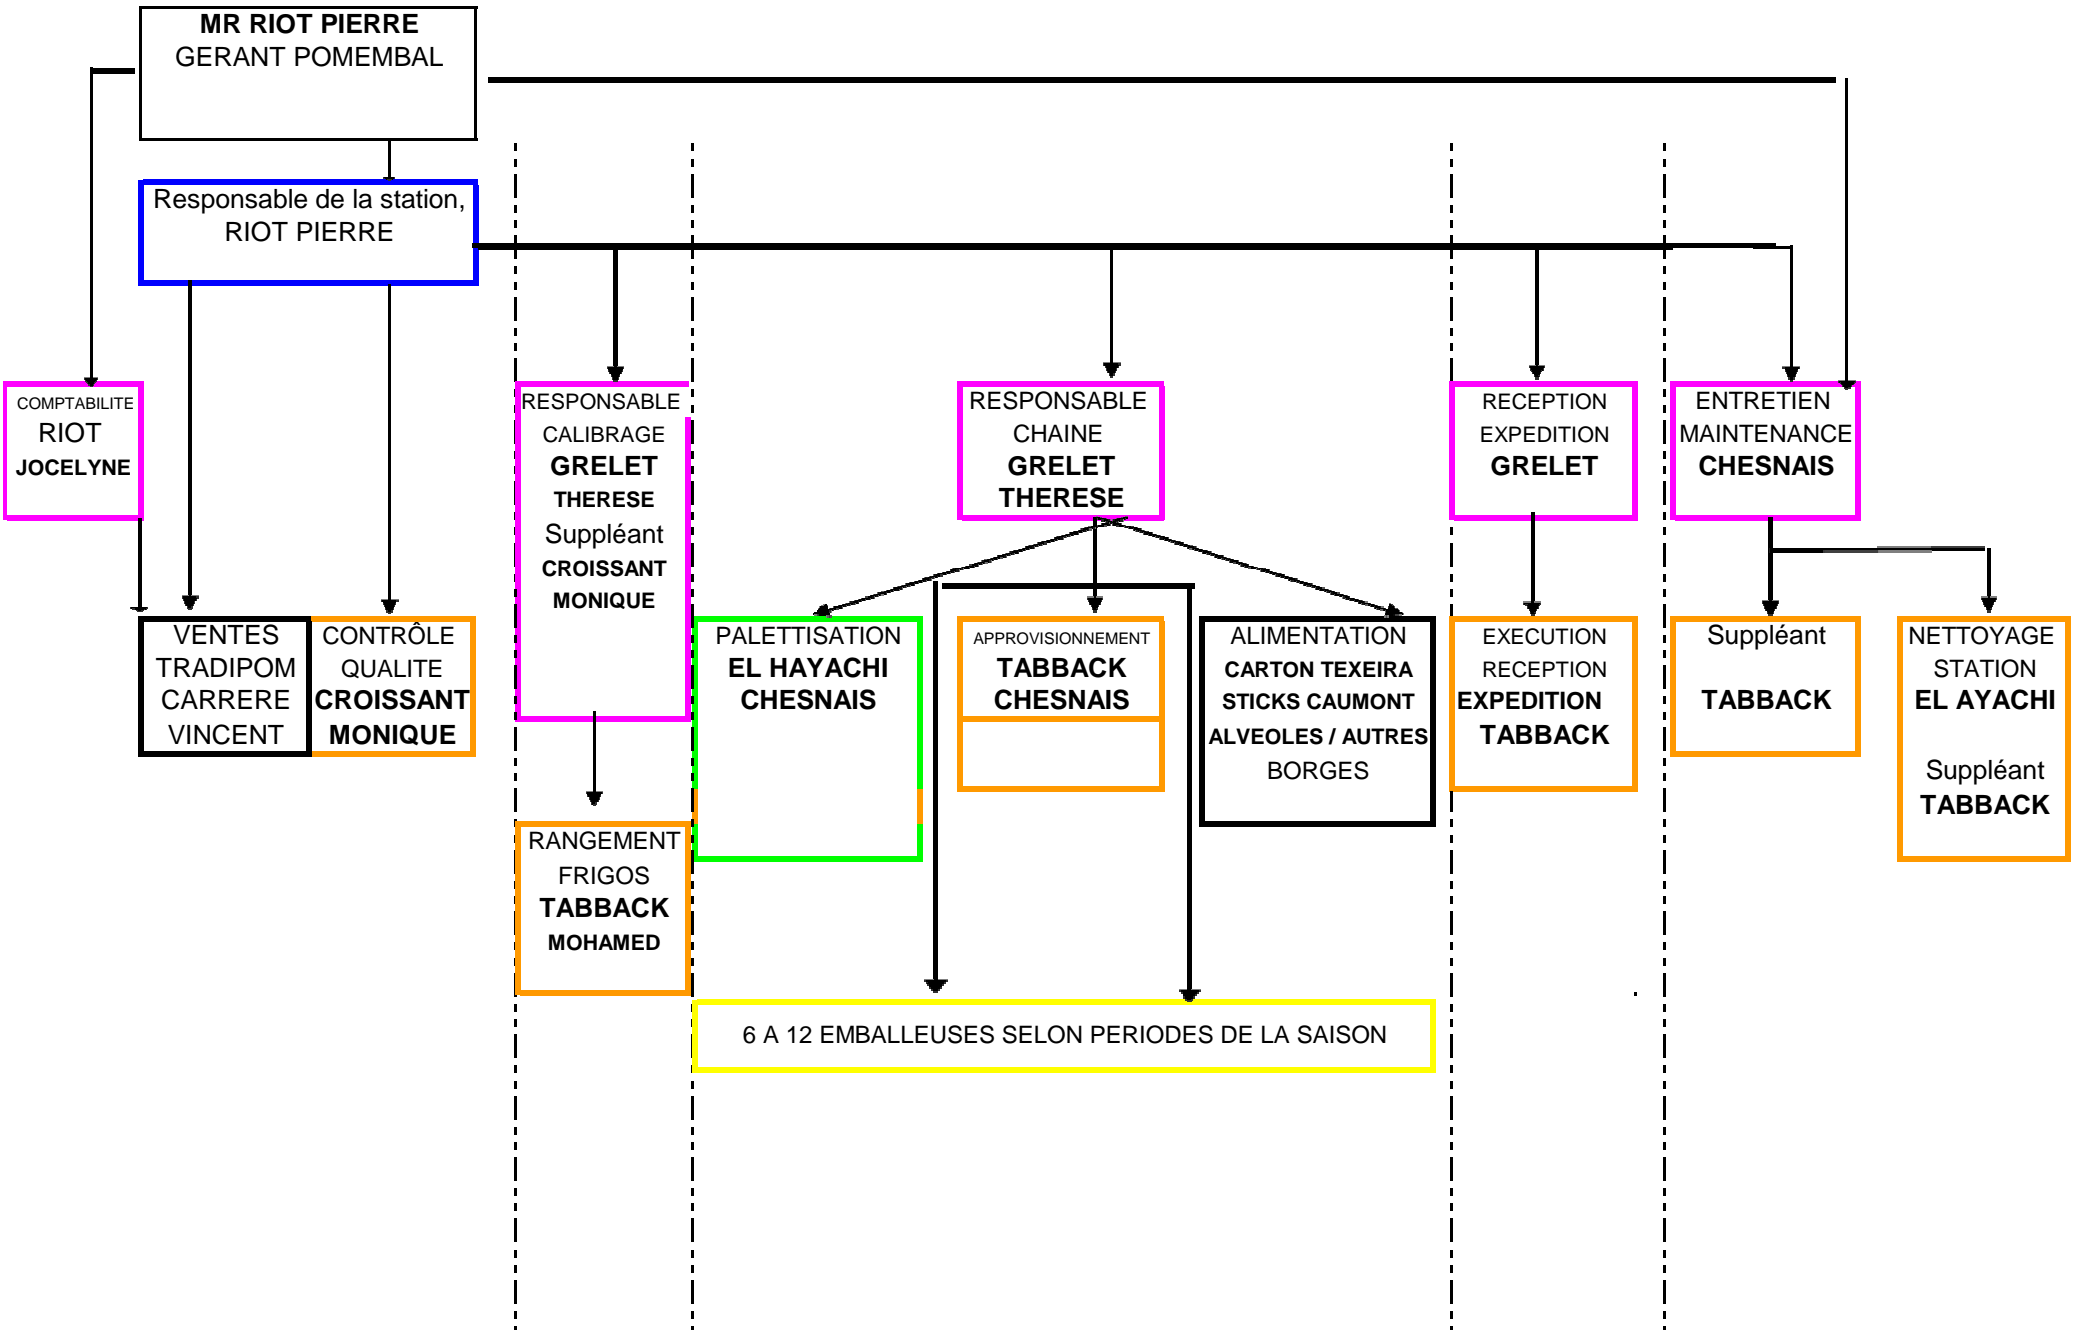 MR RIOT PIERRE
GERANT POMEMBAL
Responsable de la station,
RIOT PIERRE
COMPTABILITE
RIOT
JOCELYNE
RESPONSABLE
CALIBRAGE
GRELET
THERESE
Suppléant
CROISSANT
MONIQUE
RESPONSABLE
CHAINE
GRELET
THERESE
RECEPTION
EXPEDITION
GRELET
ENTRETIEN
MAINTENANCE
CHESNAIS
VENTES
TRADIPOM
CARRERE
VINCENT
CONTRÔLE
QUALITE
CROISSANT
MONIQUE
PALETTISATION
EL HAYACHI
CHESNAIS
APPROVISIONNEMENT
TABBACK
CHESNAIS
ALIMENTATION
CARTON TEXEIRA
STICKS CAUMONT
ALVEOLES / AUTRES
BORGES
EXECUTION
RECEPTION
EXPEDITION
TABBACK
Suppléant
TABBACK
NETTOYAGE
STATION
EL AYACHI
Suppléant
TABBACK
RANGEMENT
FRIGOS
TABBACK
MOHAMED
6 A 12 EMBALLEUSES SELON PERIODES DE LA SAISON